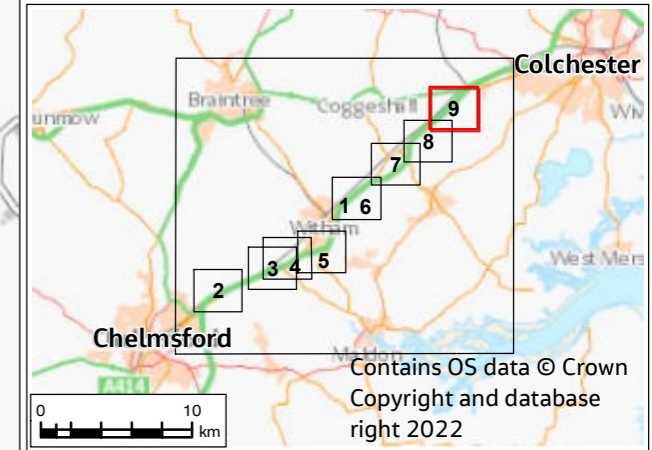 Colchester
Braintree
Coggeshall
unmow
9
8
7
1 6
Witham
5
4
3
2
West Mers
Chelmsford
Contains OS data © Crown
Copyright and database
right 2022
A414
0 10
km